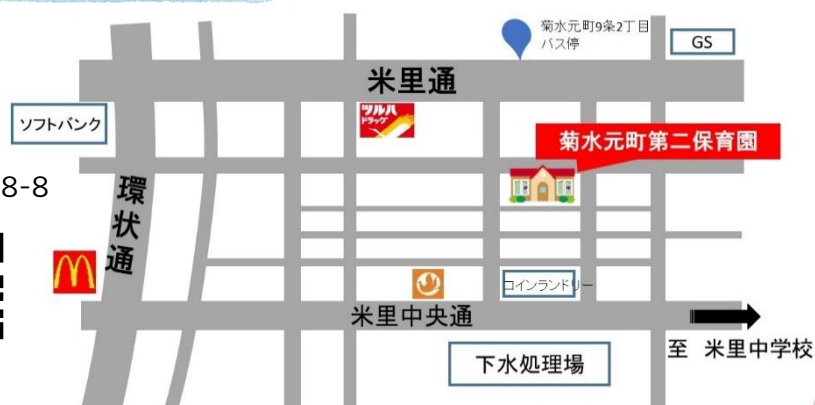 菊水元町9条2丁目
バス停
GS
米里通
ソフトバンク
ツルハ
ドラッグ
菊水元町第二保育園
8-8
環状通
コインランドリー
米里中央通
至 米里中学校
下水処理場